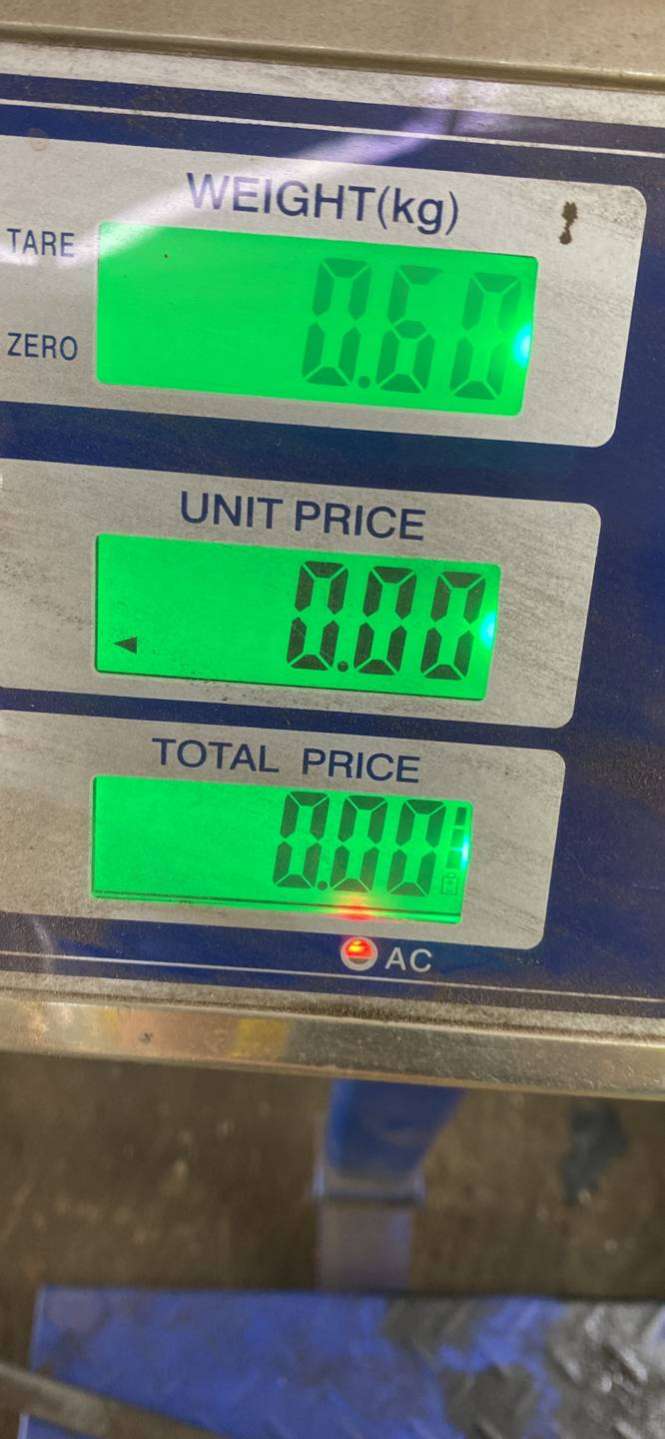 WEIGHT(kg)
TARE
0.60
ZERO
UNIT PRICE
0.00
TOTAL PRICE
0.00
AC